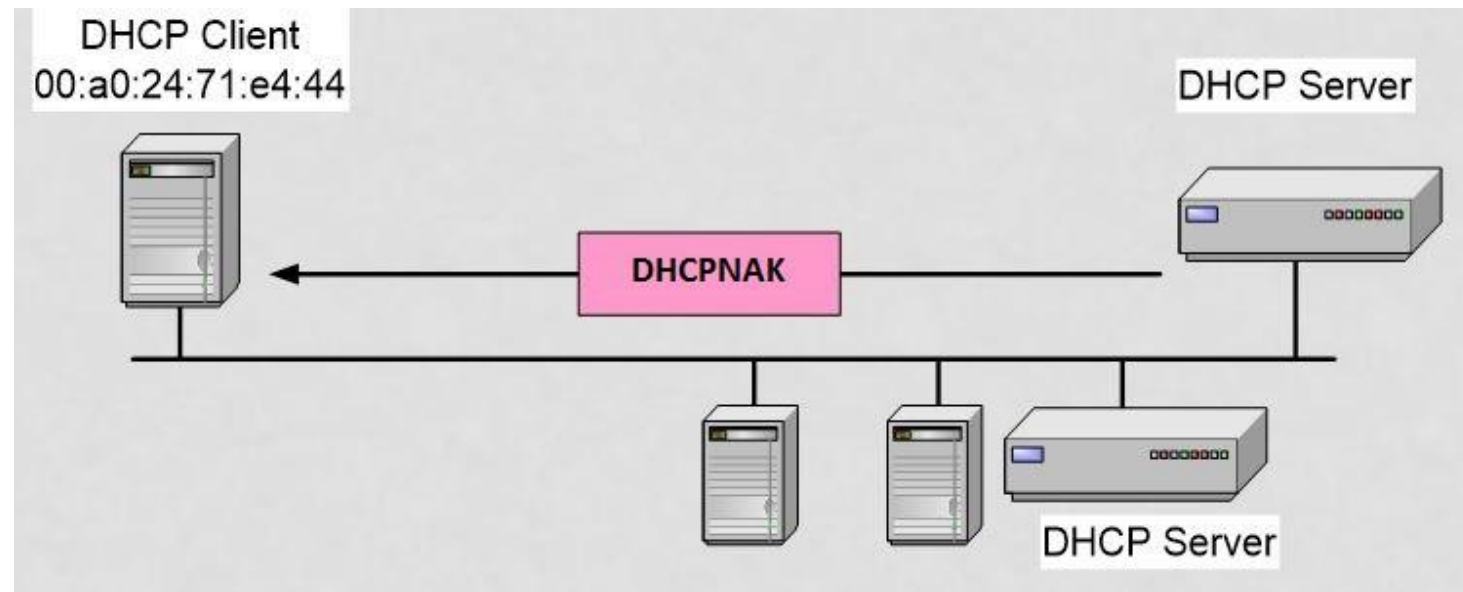 DHCP Client
00:a0:24:71:e4:44
DHCP Server
DHCPNAK
DHCP Server